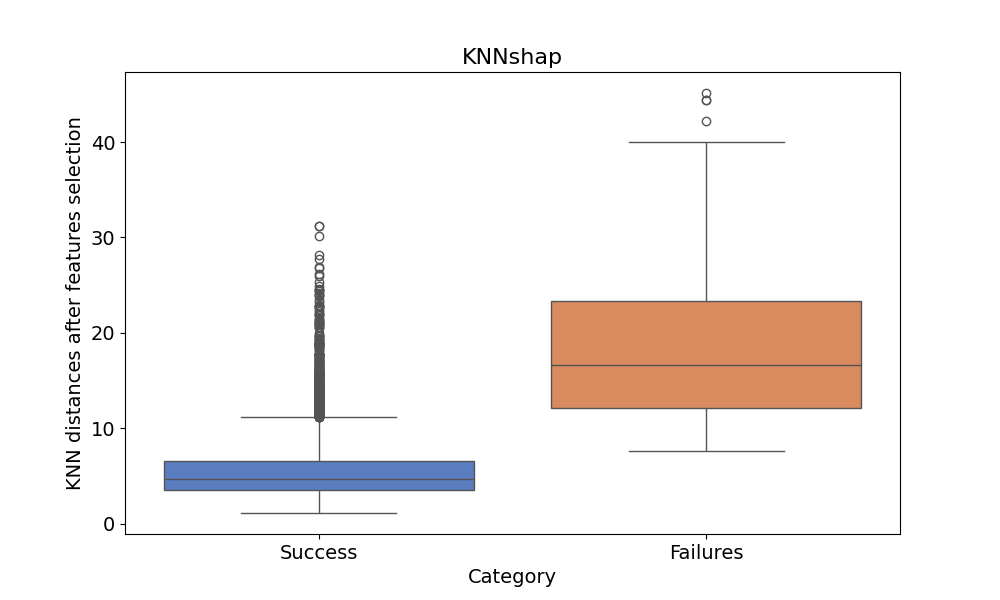 KNNshap
KNN distances after features selection
40
30
20
10
0
Success
Failures
Category